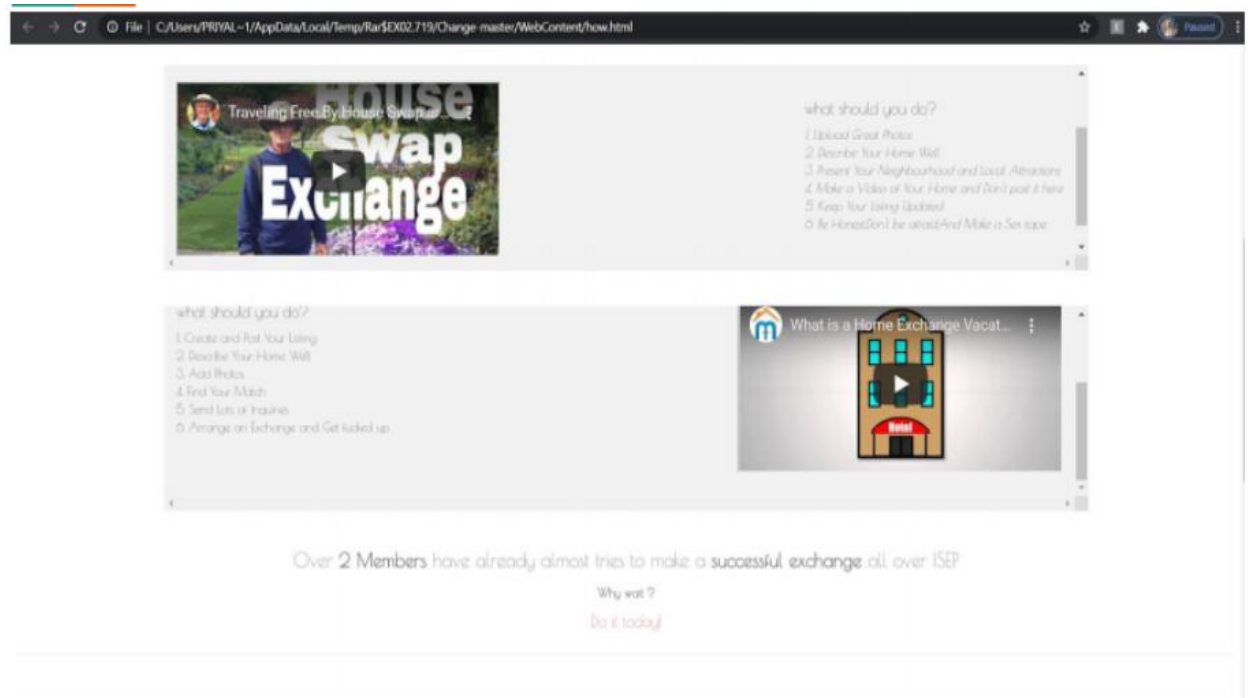 File | C:/Users/PRIYAL~1/AppData/Local/Temp/Rar$EX02.719/Change-master/WebContent/how.html
Paused
Traveling Free By House Swap or ...
House
Swap
Exchange
what should you do?
1. Upload Great Photos
2. Describe Your Home Well
3. Present Your Neighbourhood and Local Attractions
4. Make a Video of Your Home and Don't post it here
5. Keep Your Listing Updated
6. Be Honest,Don't be afraid,And Make a Sex tape
what should you do?
1. Create and Post Your Listing
2. Describe Your Home Well
3. Add Photos
4. Find Your Match
5. Send Lots of Inquiries
6. Arrange an Exchange and Get fucked up
What is a Home Exchange Vacat...
Hotel
Over 2 Members have already almost tries to make a successful exchange all over ISEP
Why wait ?
Do it today!